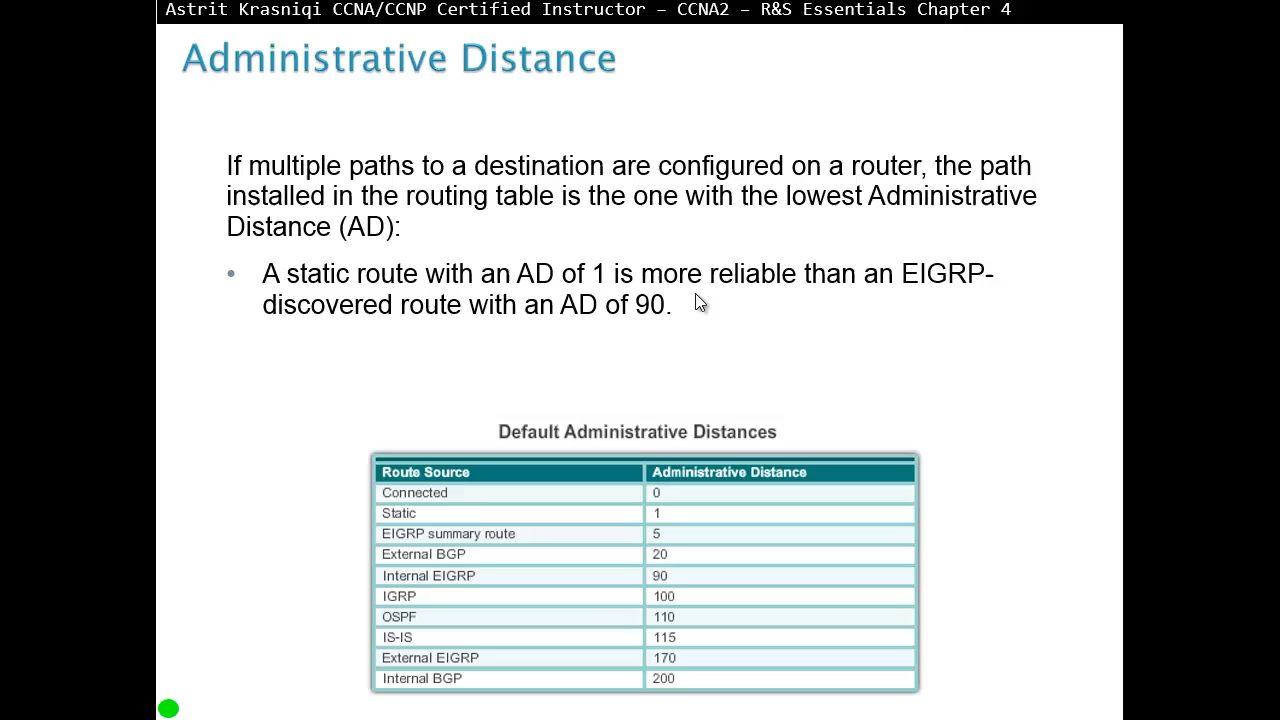 Astrit Krasniqi CCNA/CCNP Certified Instructor – CCNA2 – R&S Essentials Chapter 4
Administrative Distance
If multiple paths to a destination are configured on a router, the path
installed in the routing table is the one with the lowest Administrative
Distance (AD):
• A static route with an AD of 1 is more reliable than an EIGRP-
discovered route with an AD of 90.
Default Administrative Distances
Route Source Administrative Distance
Connected 0
Static 1
EIGRP summary route 5
External BGP 20
Internal EIGRP 90
IGRP 100
OSPF 110
IS-IS 115
External EIGRP 170
Internal BGP 200